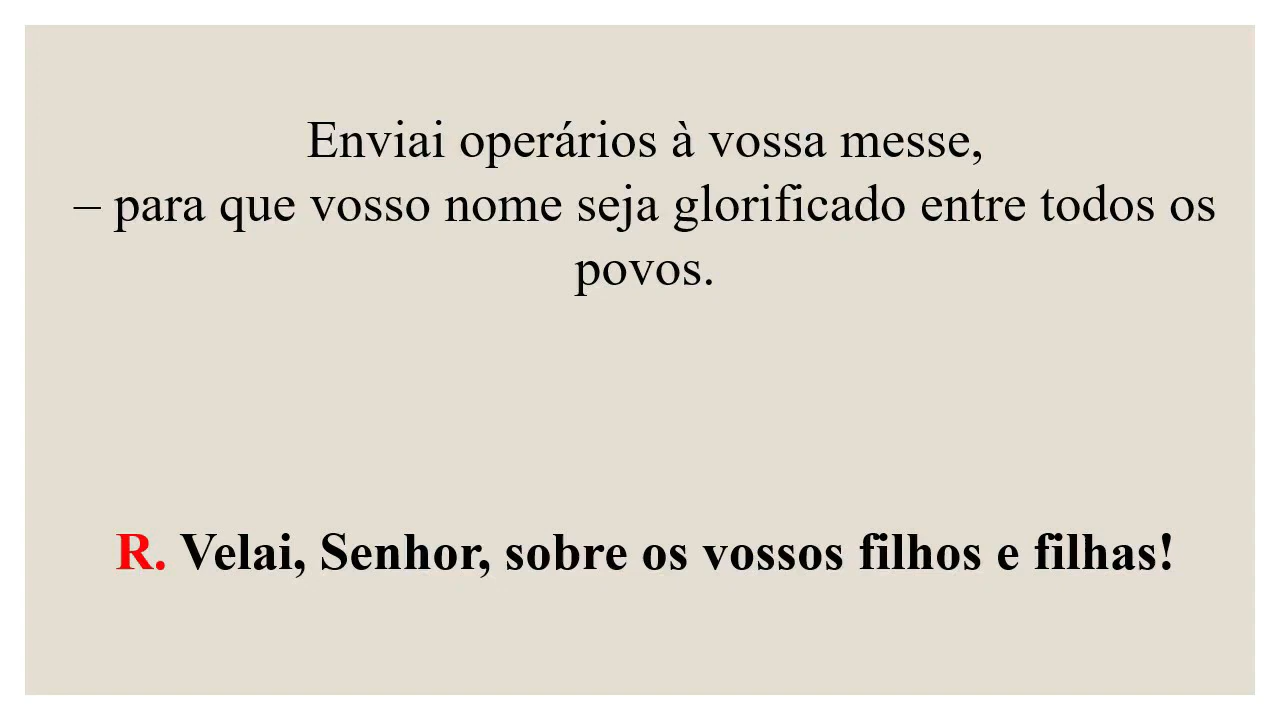 Enviai operários à vossa messe,
– para que vosso nome seja glorificado entre todos os
povos.
R. Velai, Senhor, sobre os vossos filhos e filhas!